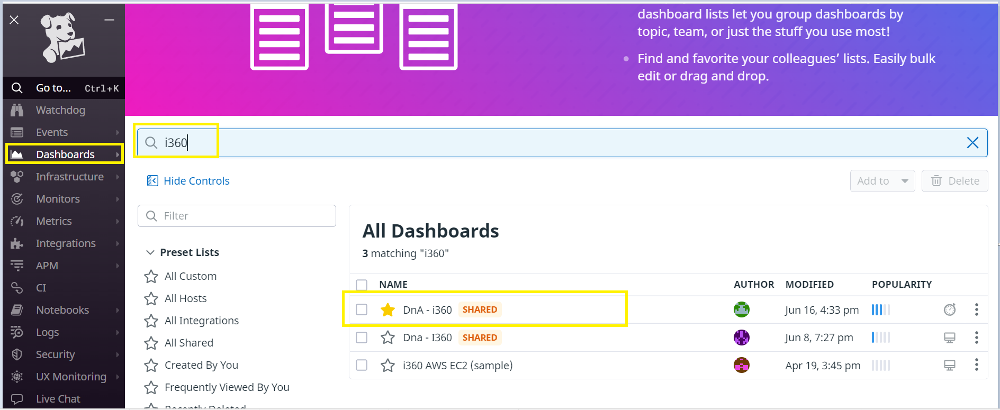 dashboard lists let you group dashboards by
topic, team, or just the stuff you use most!
Find and favorite your colleagues’ lists. Easily bulk
edit or drag and drop.
Go to... Ctrl+K
Watchdog
Events
Dashboards
Infrastructure
Monitors
Metrics
Integrations
APM
CI
Notebooks
Logs
Security
UX Monitoring
Live Chat
i360
Hide Controls
Add to
Delete
Filter
Preset Lists
All Custom
All Hosts
All Integrations
All Shared
Created By You
Frequently Viewed By You
Recently Deleted
All Dashboards
3 matching "i360"
NAME AUTHOR MODIFIED POPULARITY
DnA - i360 SHARED Jun 16, 4:33 pm
Dna - I360 SHARED Jun 8, 7:27 pm
i360 AWS EC2 (sample) Apr 19, 3:45 pm